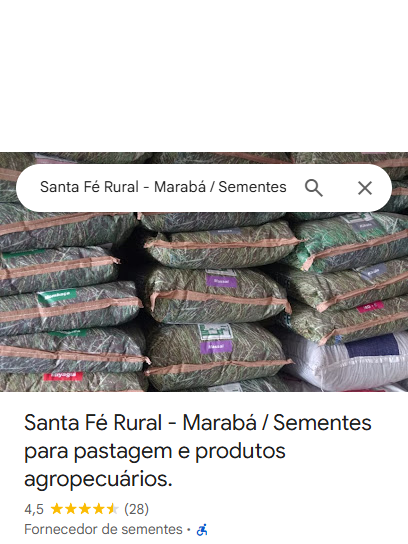 Santa Fé Rural - Marabá / Sementes
Santa Fé Rural - Marabá / Sementes
para pastagem e produtos
agropecuários.
4,5 (28)
Fornecedor de sementes ·